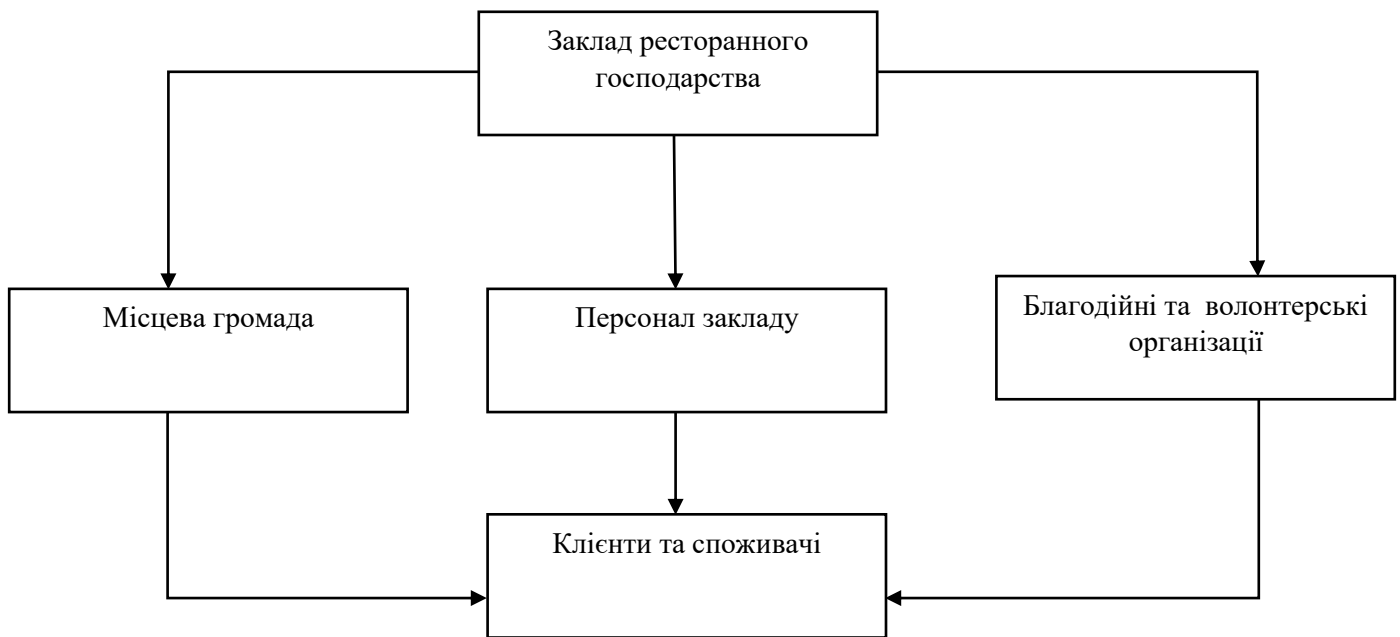 Заклад ресторанного
господарства
Місцева громада
Персонал закладу
Благодійні та  волонтерські
організації
Клієнти та споживачі